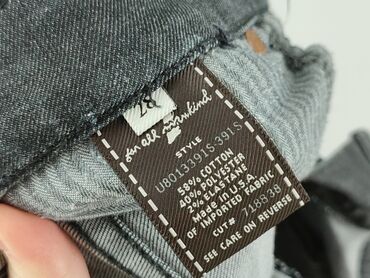 28
for all mankind
STYLE
U8013391S-391S
58% COTTON
40% POLYESTER
2% ELASTANE
MADE IN U.S.A.
OF IMPORTED FABRIC
CUT# 718838
SEE CARE ON REVERSE